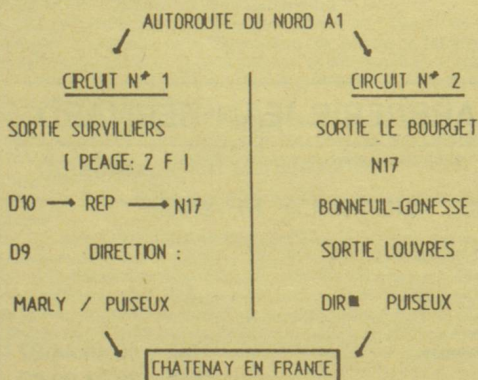 AUTOROUTE DU NORD A1
CIRCUIT N° 1
SORTIE SURVILLIERS
[ PEAGE: 2 F ]
D10 → REP → N17
D9 DIRECTION :
MARLY / PUISEUX
CIRCUIT N° 2
SORTIE LE BOURGET
N17
BONNEUIL-GONESSE
SORTIE LOUVRES
DIR■ PUISEUX
CHATENAY EN FRANCE